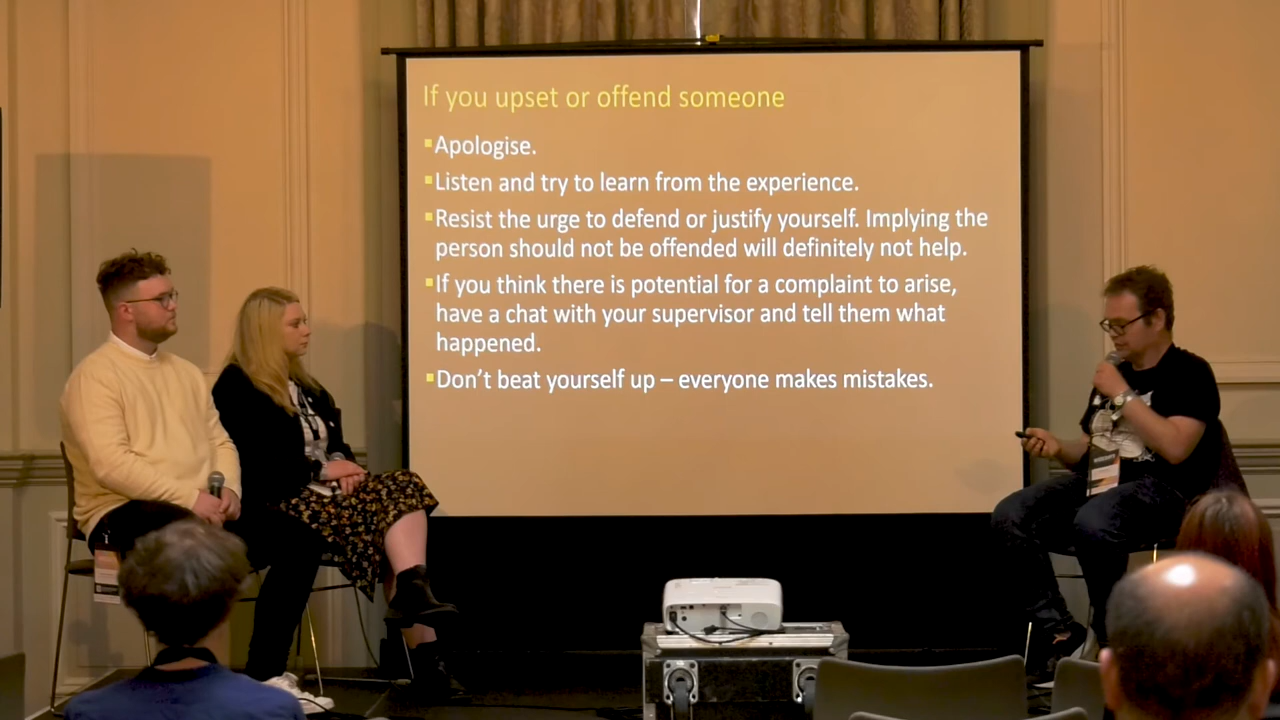 If you upset or offend someone
Apologise.
Listen and try to learn from the experience.
Resist the urge to defend or justify yourself. Implying the
person should not be offended will definitely not help.
If you think there is potential for a complaint to arise,
have a chat with your supervisor and tell them what
happened.
Don't beat yourself up – everyone makes mistakes.